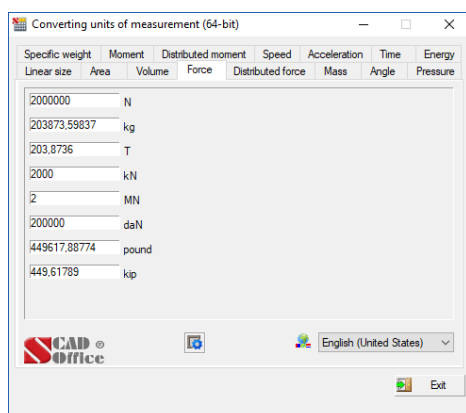 Converting units of measurement (64-bit)
Specific weight Moment Distributed moment Speed Acceleration Time Energy
Linear size Area Volume Force Distributed force Mass Angle Pressure
2000000 N
203873,59837 kg
203,8736 T
2000 kN
2 MN
200000 daN
449617,88774 pound
449,61789 kip
SCAD ®
Office
English (United States)
Exit